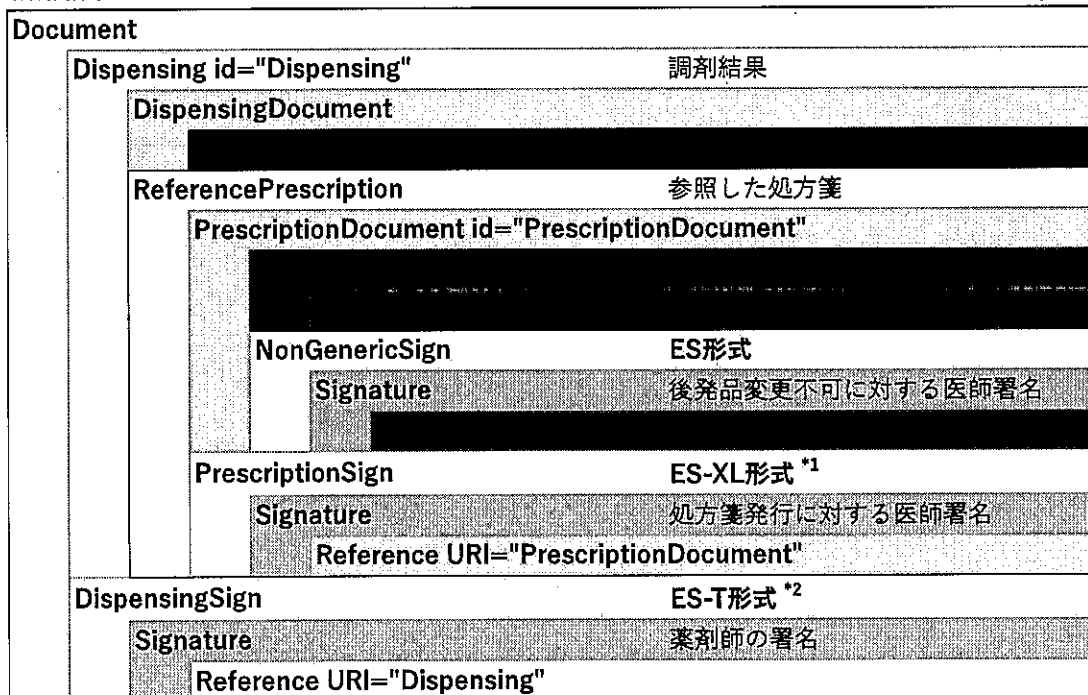 Document
Dispensing id="Dispensing" 調剤結果
DispensingDocument
ReferencePrescription 参照した処方箋
PrescriptionDocument id="PrescriptionDocument"
NonGenericSign ES形式
Signature 後発品変更不可に対する医師署名
PrescriptionSign ES-XL形式 *1
Signature 処方箋発行に対する医師署名
Reference URI="PrescriptionDocument"
DispensingSign ES-T形式 *2
Signature 薬剤師の署名
Reference URI="Dispensing"